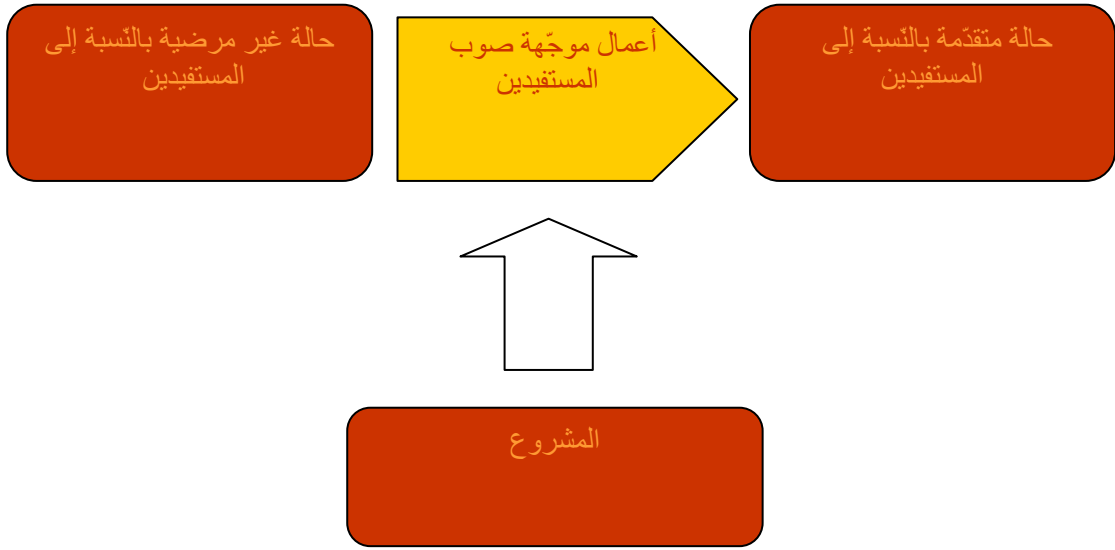 حالة غير مرضية بالنّسبة إلى
المستفيدين
أعمال موجّهة صوب
المستفيدين
حالة متقدّمة بالنّسبة إلى
المستفيدين
المشروع